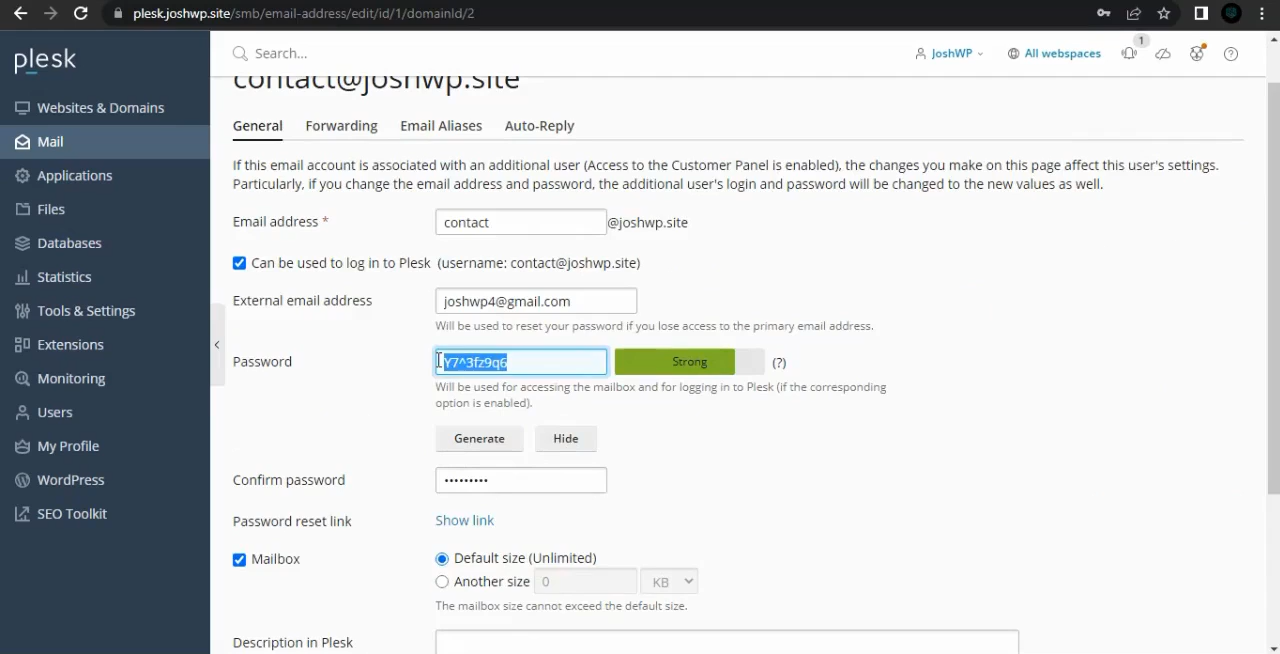 plesk.joshwp.site/smb/email-address/edit/id/1/domainId/2
plesk
Search...
JoshWP
All webspaces
1
Websites & Domains
Mail
Applications
Files
Databases
Statistics
Tools & Settings
Extensions
Monitoring
Users
My Profile
WordPress
SEO Toolkit
contact@joshwp.site
General Forwarding Email Aliases Auto-Reply
If this email account is associated with an additional user (Access to the Customer Panel is enabled), the changes you make on this page affect this user's settings.
Particularly, if you change the email address and password, the additional user's login and password will be changed to the new values as well.
Email address * contact @joshwp.site
Can be used to log in to Plesk (username: contact@joshwp.site)
External email address joshwp4@gmail.com
Will be used to reset your password if you lose access to the primary email address.
Password Y7^3fz9q6 Strong (?)
Will be used for accessing the mailbox and for logging in to Plesk (if the corresponding
option is enabled).
Generate Hide
Confirm password •••••••••
Password reset link Show link
Mailbox Default size (Unlimited)
Another size 0 KB
The mailbox size cannot exceed the default size.
Description in Plesk